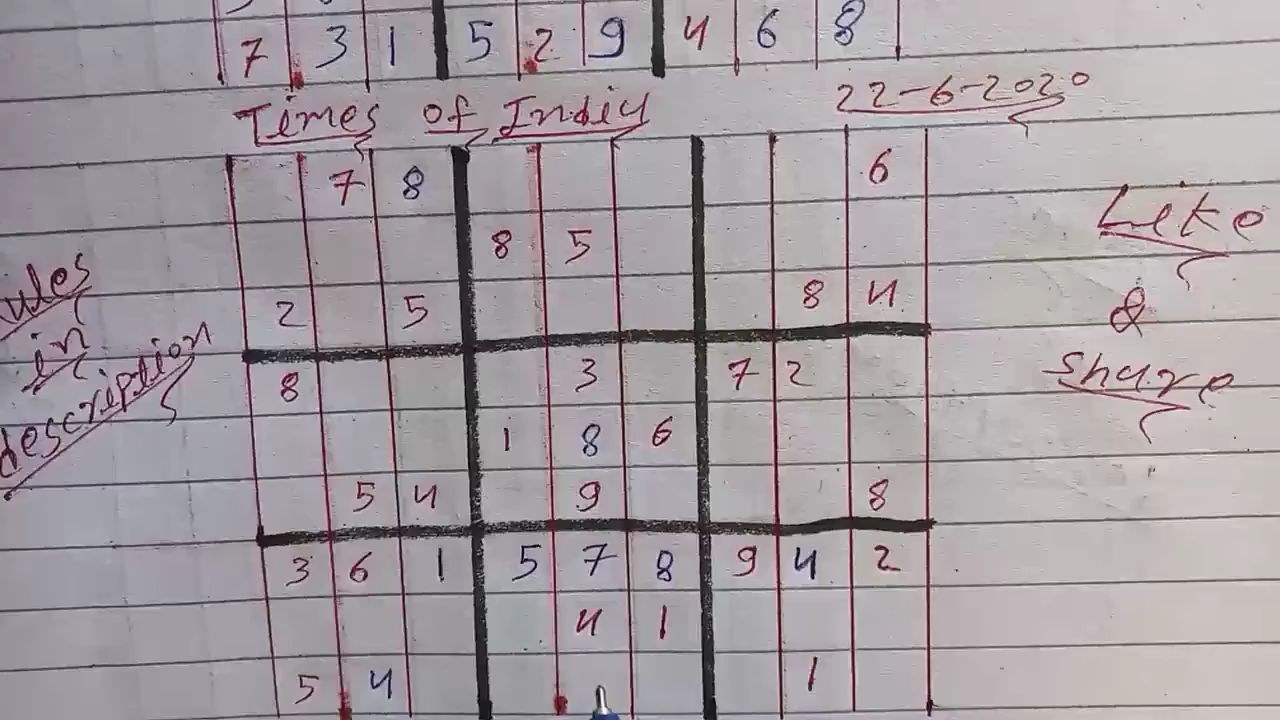 7 3 1 5 2 9 4 6 8
Times of Indiy 22-6-2020
7 8 6
8 5
2 5 8 4
8 3 7 2
1 8 6
5 4 9 8
3 6 1 5 7 8 9 4 2
4 1
5 4 1
ules
in
description
Like
&
Share